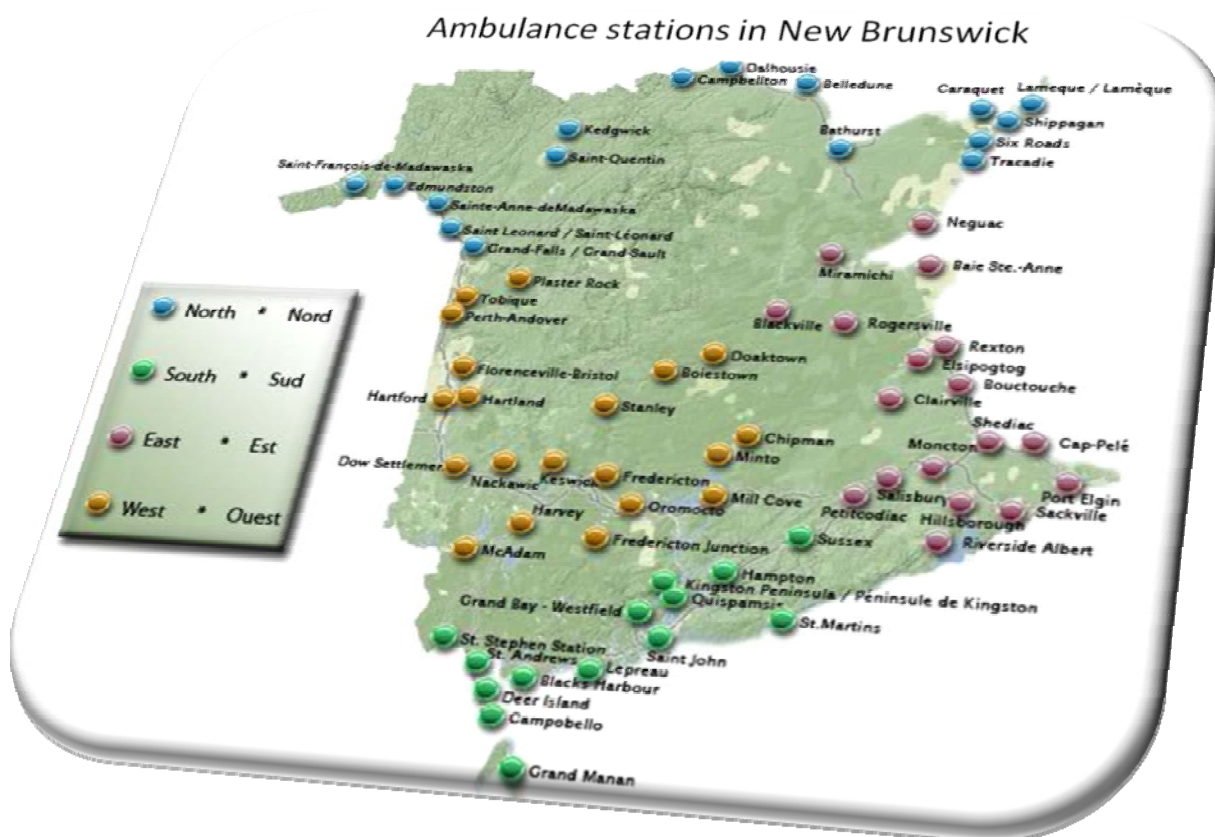 Ambulance stations in New Brunswick
Dalhousie
Campbellton
Belledune
Caraquet
Lameque / Lamèque
Shippagan
Bathurst
Six Roads
Tracadie
Kedgwick
Saint-Quentin
Saint-François-de-Madawaska
Edmundston
Sainte-Anne-deMadawaska
Saint Leonard / Saint-Léonard
Grand-Falls / Grand-Sault
Neguac
Miramichi
Baie Ste.-Anne
Plaster Rock
Tobique
Perth-Andover
Blackville
Rogersville
Rexton
Elsipogtog
Bouctouche
Clairville
Doaktown
Boiestown
Florenceville-Bristol
Hartford
Hartland
Stanley
Shediac
Moncton
Cap-Pelé
Chipman
Minto
Dow Settlemer
Nackawic
Keswick
Fredericton
Oromocto
Mill Cove
Salisbury
Petitcodiac
Hillsborough
Port Elgin
Sackville
Riverside Albert
Harvey
McAdam
Fredericton Junction
Sussex
Hampton
Kingston Peninsula / Péninsule de Kingston
Quispamsis
Grand Bay - Westfield
St.Martins
Saint John
St. Stephen Station
St. Andrews
Lepreau
Blacks Harbour
Deer Island
Campobello
Grand Manan
North * Nord
South * Sud
East * Est
West * Ouest